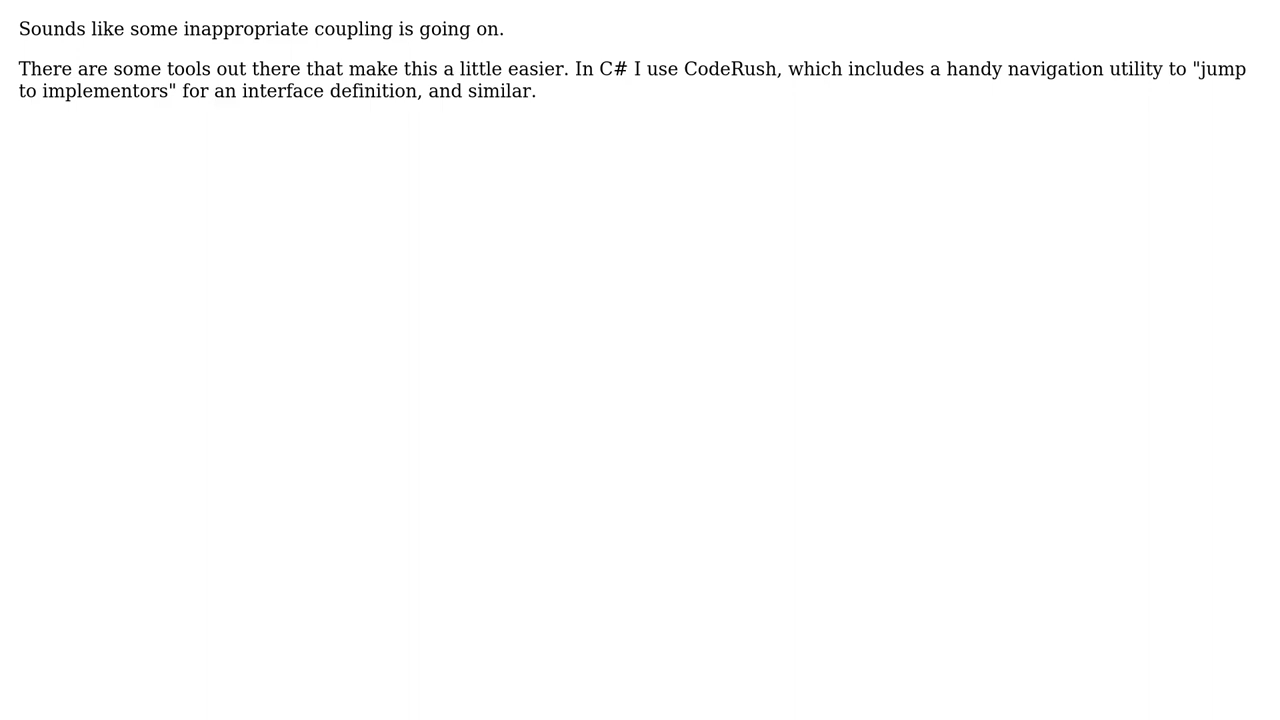 Sounds like some inappropriate coupling is going on.
There are some tools out there that make this a little easier. In C# I use CodeRush, which includes a handy navigation utility to "jump
to implementors" for an interface definition, and similar.